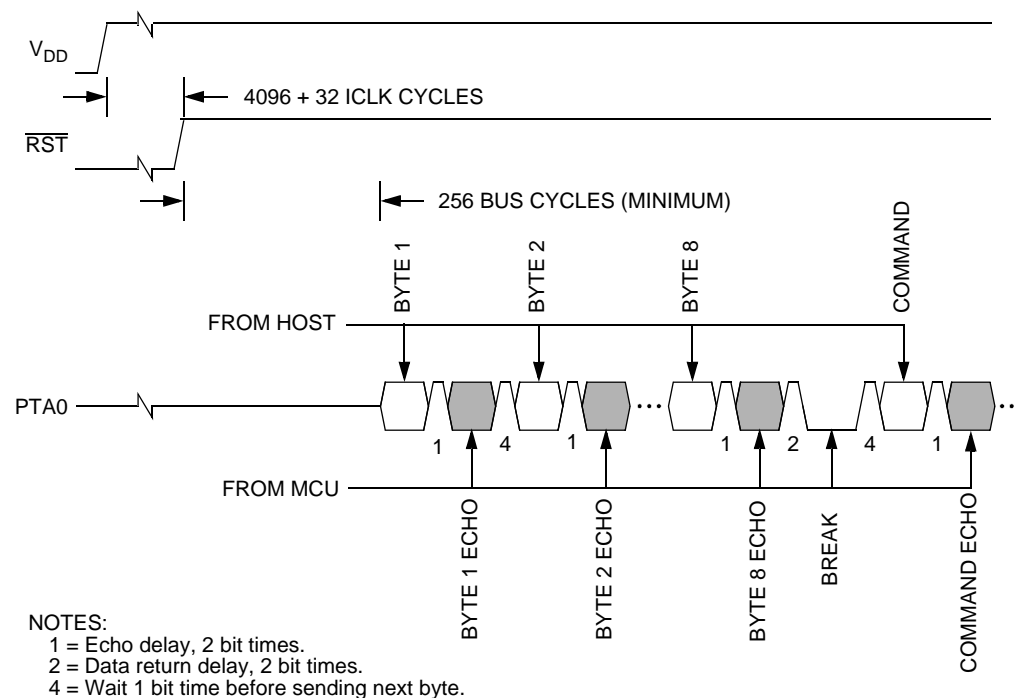 VDD
4096 + 32 ICLK CYCLES
RST
256 BUS CYCLES (MINIMUM)
BYTE 1
BYTE 2
BYTE 8
COMMAND
FROM HOST
PTA0
1
4
1
1
2
4
1
FROM MCU
BYTE 1 ECHO
BYTE 2 ECHO
BYTE 8 ECHO
BREAK
COMMAND ECHO
NOTES:
1 = Echo delay, 2 bit times.
2 = Data return delay, 2 bit times.
4 = Wait 1 bit time before sending next byte.